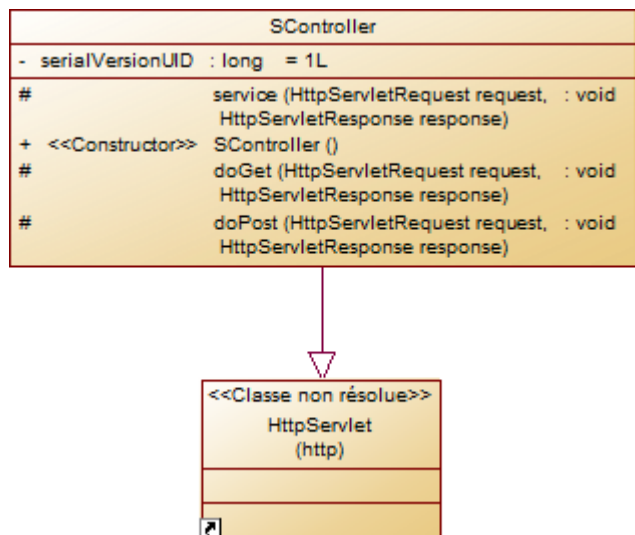 SController
- serialVersionUID : long = 1L
# service (HttpServletRequest request, : void
HttpServletResponse response)
+ <<Constructor>> SController ()
# doGet (HttpServletRequest request, : void
HttpServletResponse response)
# doPost (HttpServletRequest request, : void
HttpServletResponse response)
<<Classe non résolue>>
HttpServlet
(http)